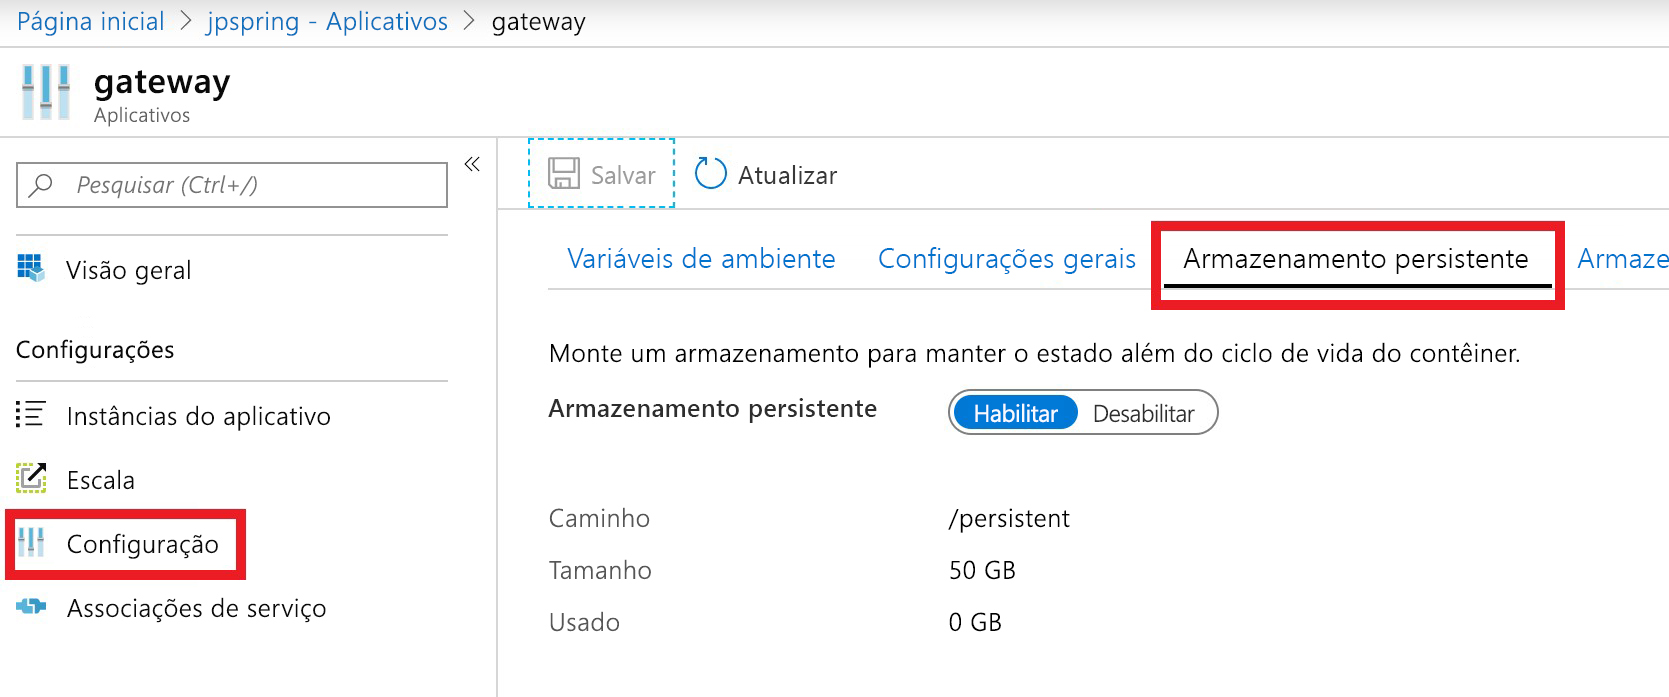 Página inicial > jpspring - Aplicativos > gateway
gateway
Aplicativos
Pesquisar (Ctrl+/)
«
Visão geral
Configurações
Instâncias do aplicativo
Escala
Configuração
Associações de serviço
Salvar Atualizar
Variáveis de ambiente Configurações gerais Armazenamento persistente Armaze
Monte um armazenamento para manter o estado além do ciclo de vida do contêiner.
Armazenamento persistente Habilitar Desabilitar
Caminho /persistent
Tamanho 50 GB
Usado 0 GB